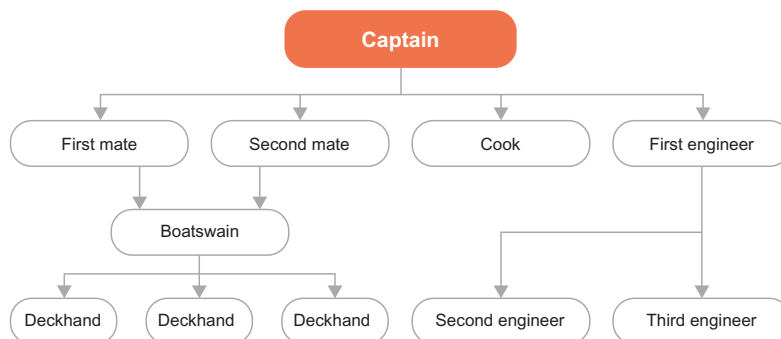 Captain
First mate
Second mate
Cook
First engineer
Boatswain
Deckhand
Deckhand
Deckhand
Second engineer
Third engineer